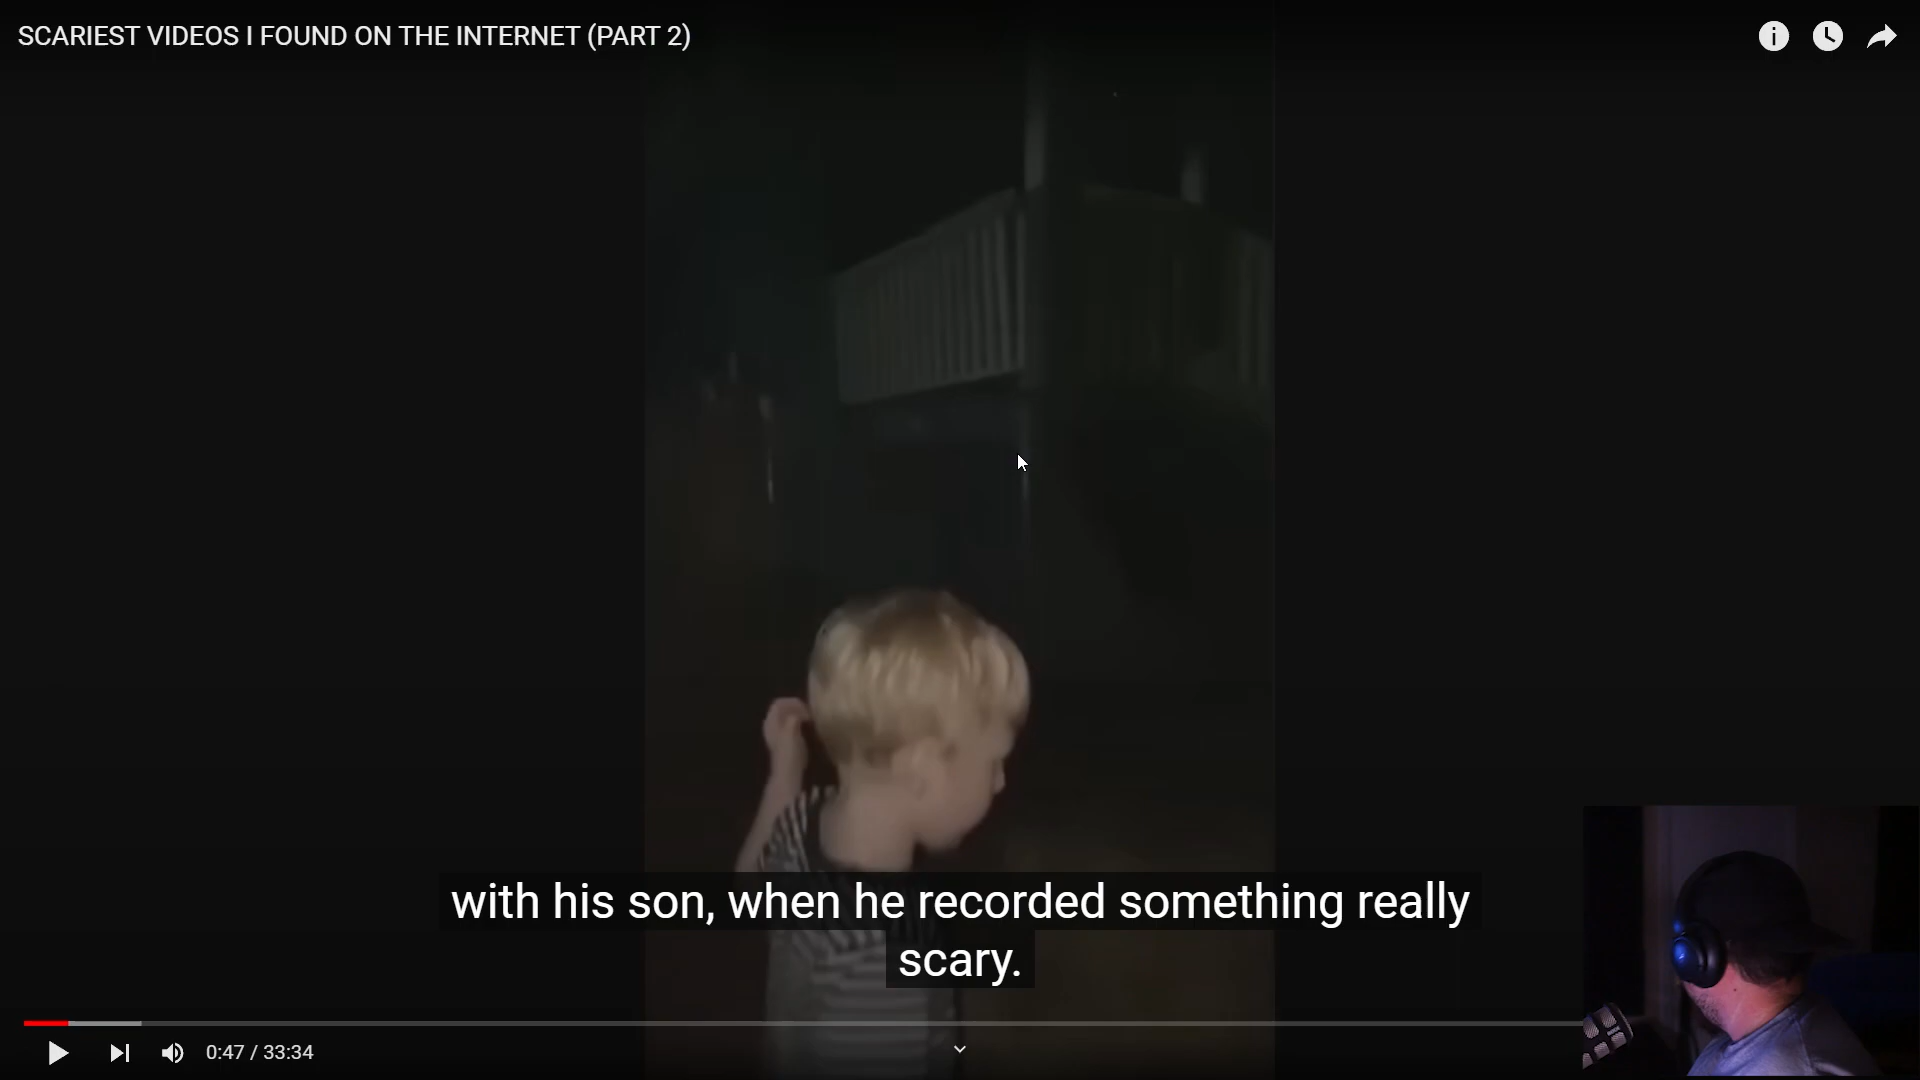 SCARIEST VIDEOS I FOUND ON THE INTERNET (PART 2)
with his son, when he recorded something really
scary.
0:47 / 33:34